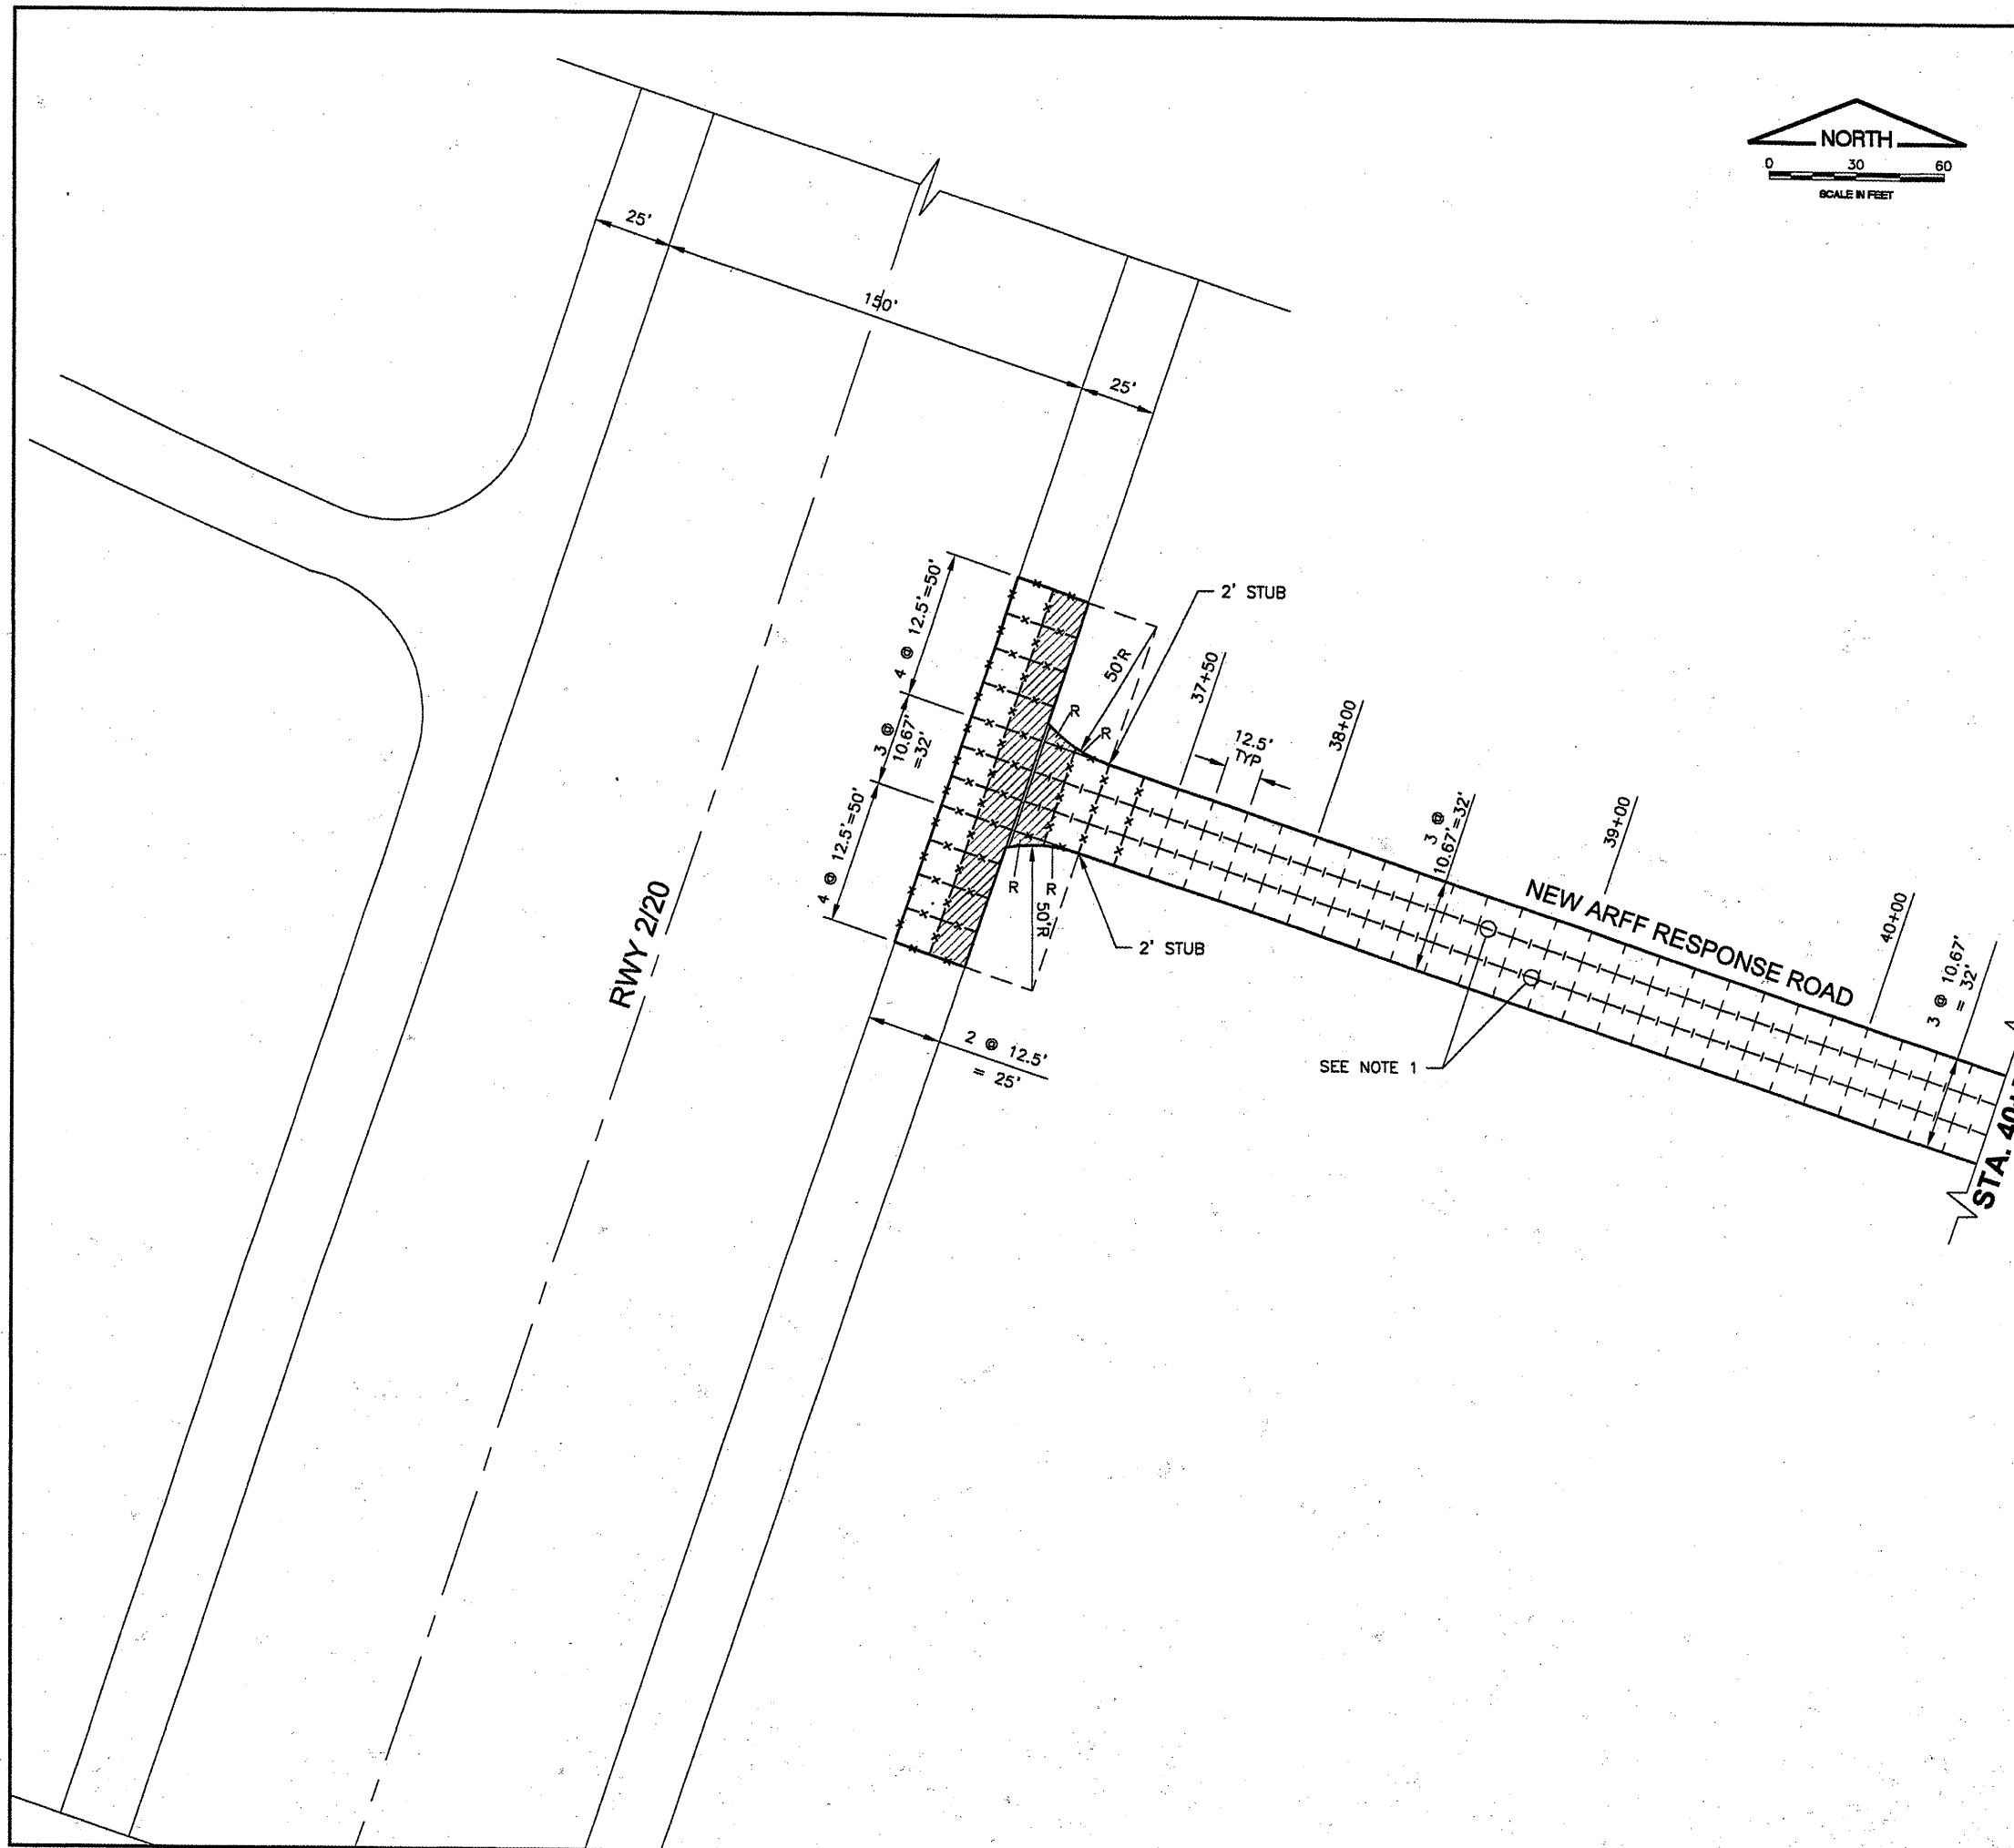 NORTH
0 30 60
SCALE IN FEET
25'
150'
25'
4 @ 12.5'=50'
2' STUB
50'R
37+50
R
R
12.5'
TYP
38+00
3 @
10.67'
=32'
3 @
10.67'=32'
39+00
4 @ 12.5'=50'
NEW ARFF RESPONSE ROAD
40+00
RWY 2/20
R
R
50'R
2' STUB
3 @ 10.67'
= 32'
2 @ 12.5'
= 25'
SEE NOTE 1
STA. 40+